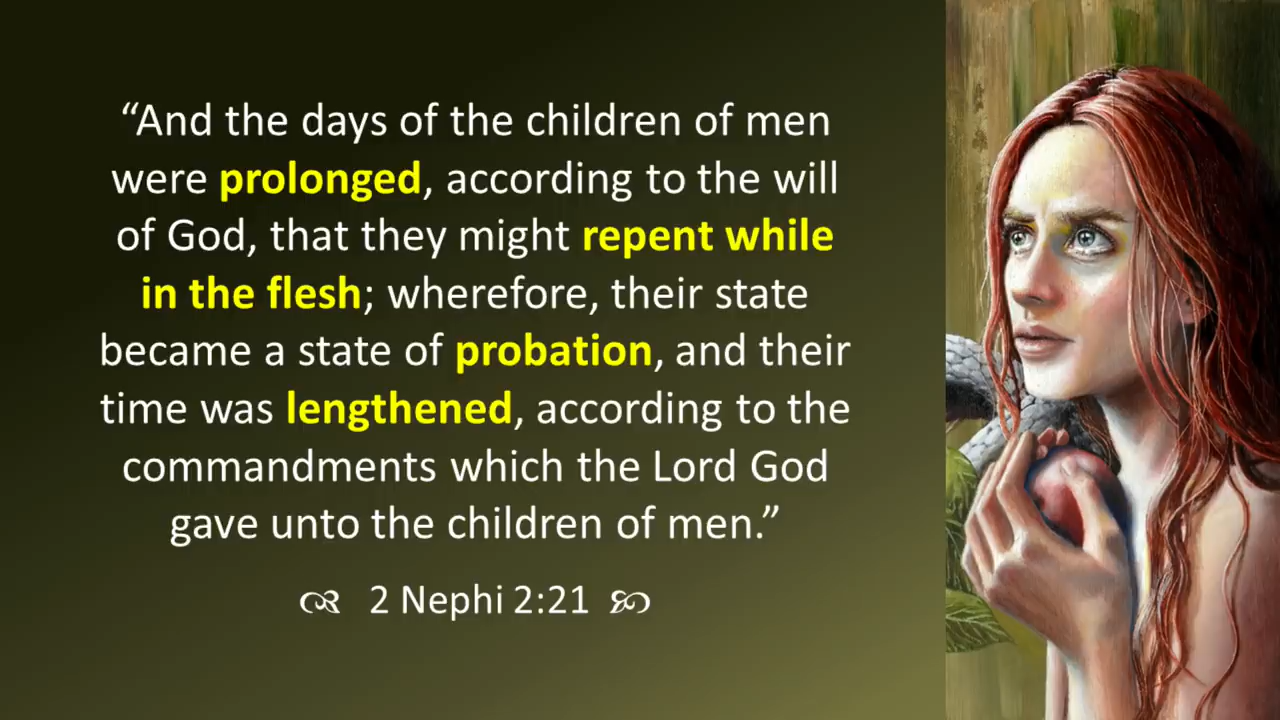 “And the days of the children of men
were prolonged, according to the will
of God, that they might repent while
in the flesh; wherefore, their state
became a state of probation, and their
time was lengthened, according to the
commandments which the Lord God
gave unto the children of men.”
2 Nephi 2:21